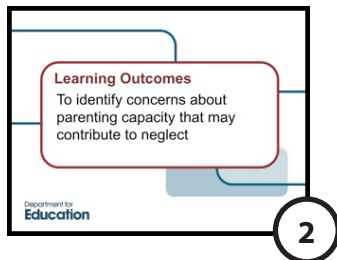 Learning Outcomes
To identify concerns about
parenting capacity that may
contribute to neglect
Department for
Education
2